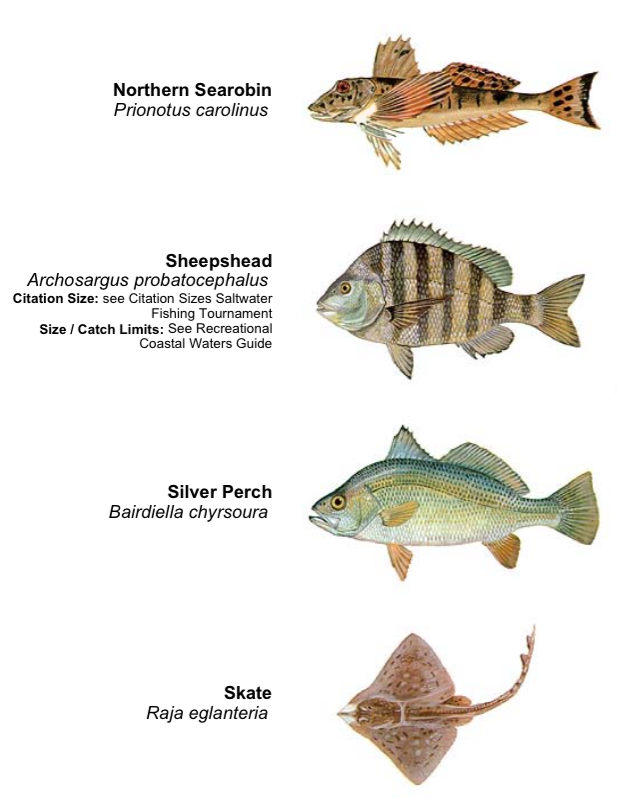 Northern Searobin
Prionotus carolinus
Sheepshead
Archosargus probatocephalus
Citation Size: see Citation Sizes Saltwater
Fishing Tournament
Size / Catch Limits: See Recreational
Coastal Waters Guide
Silver Perch
Bairdiella chyrsoura
Skate
Raja eglanteria